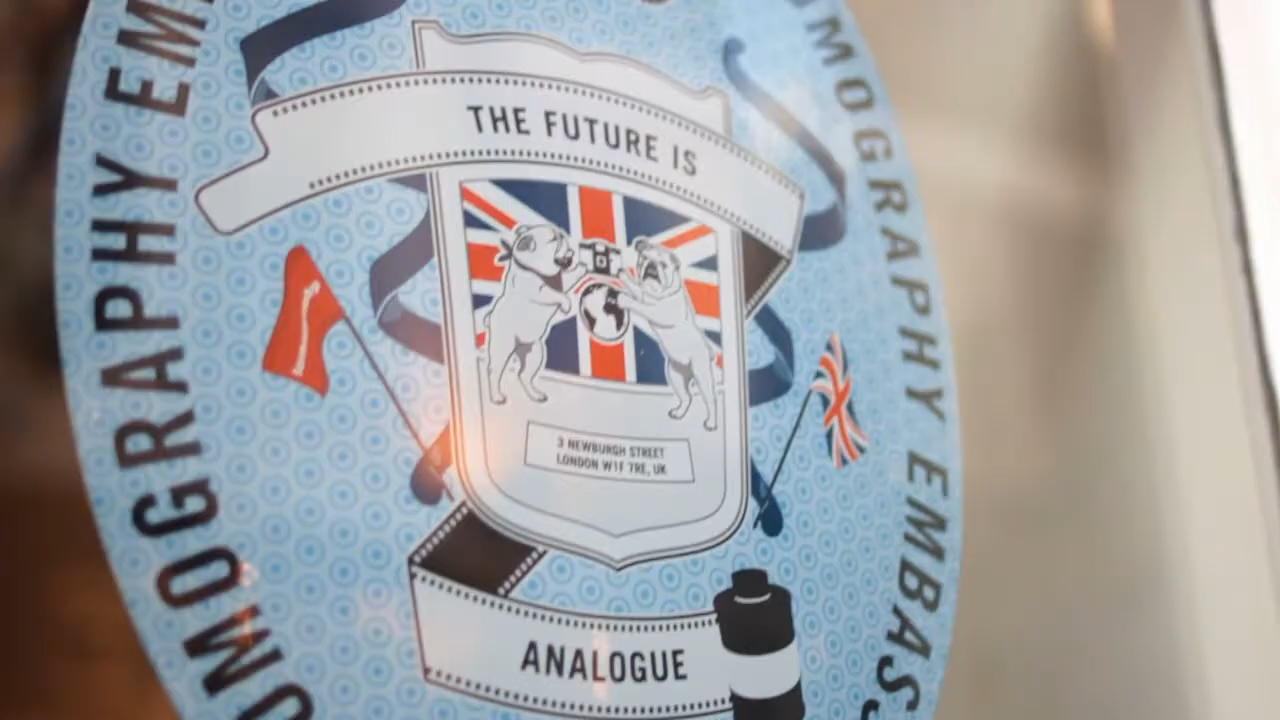 OMOGRAPHY EM
MOGRAPHY EMBAS
THE FUTURE IS
3 NEWBURGH STREET
LONDON W1F 7RE, UK
ANALOGUE